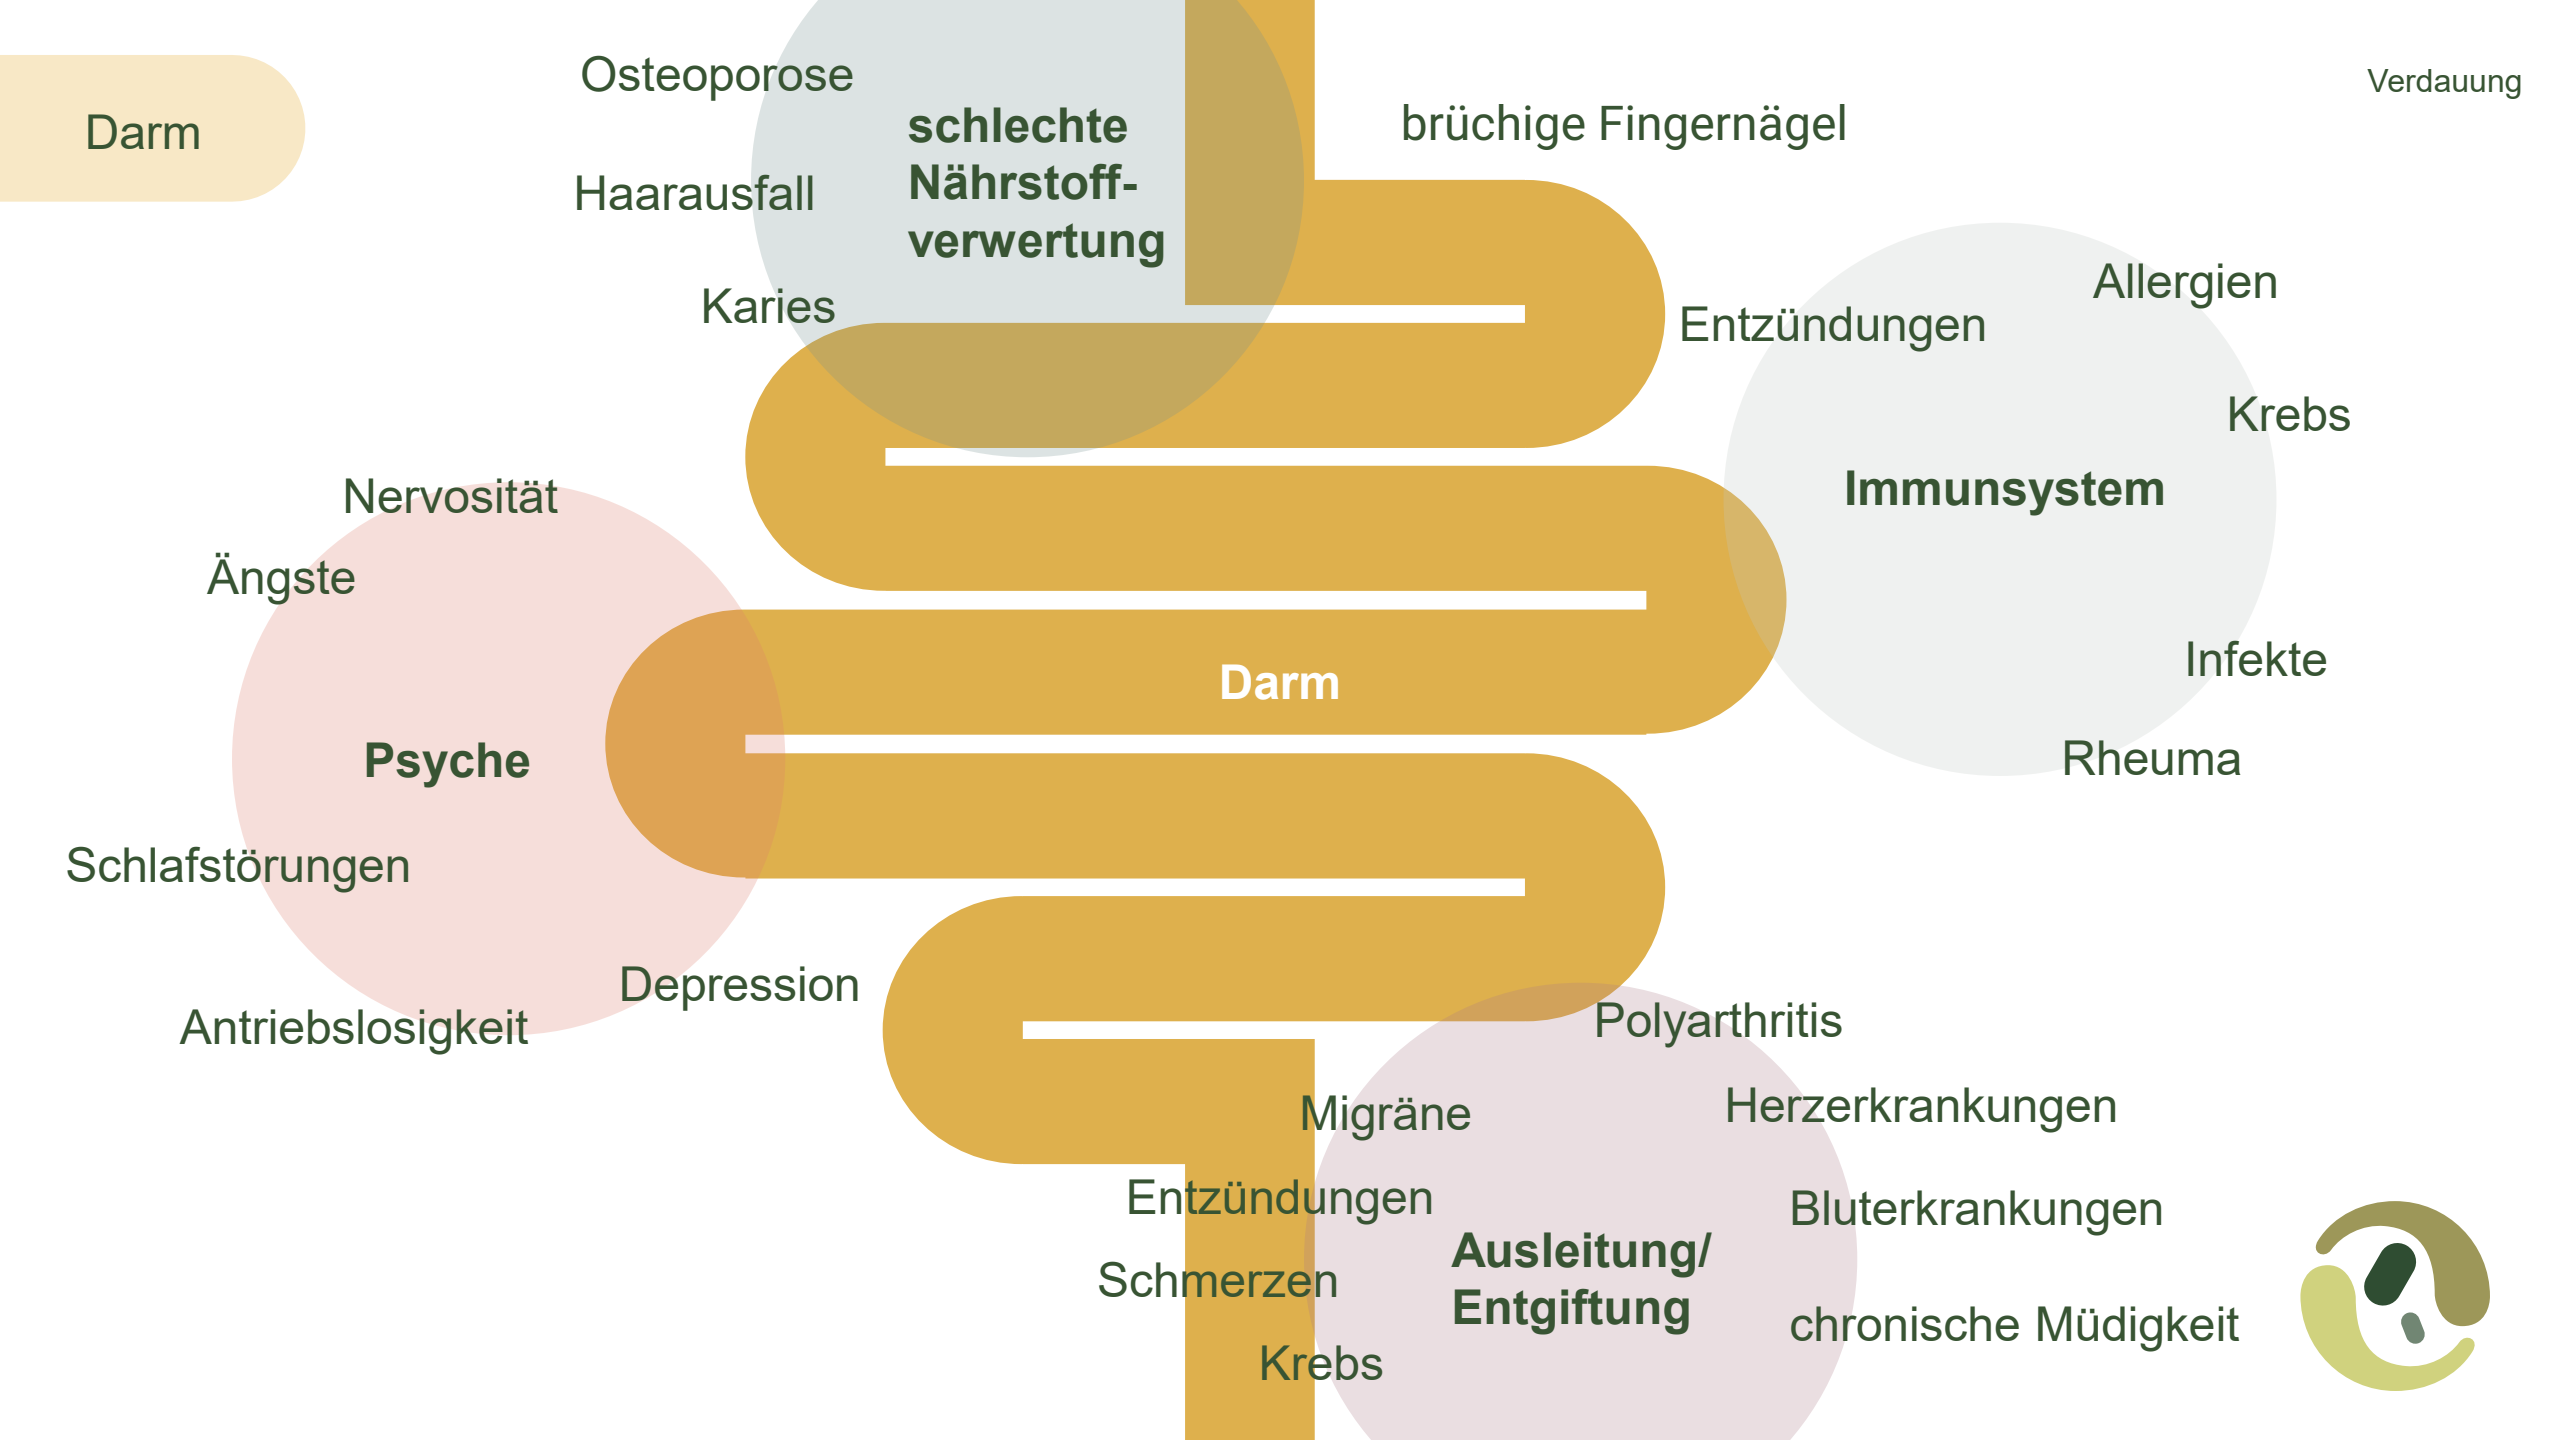 Darm
Verdauung
Osteoporose
Haarausfall
Karies
schlechte
Nährstoff-
verwertung
brüchige Fingernägel
Entzündungen
Allergien
Krebs
Immunsystem
Infekte
Rheuma
Nervosität
Ängste
Psyche
Schlafstörungen
Antriebslosigkeit
Depression
Darm
Polyarthritis
Migräne
Herzerkrankungen
Entzündungen
Bluterkrankungen
Ausleitung/
Entgiftung
Schmerzen
chronische Müdigkeit
Krebs